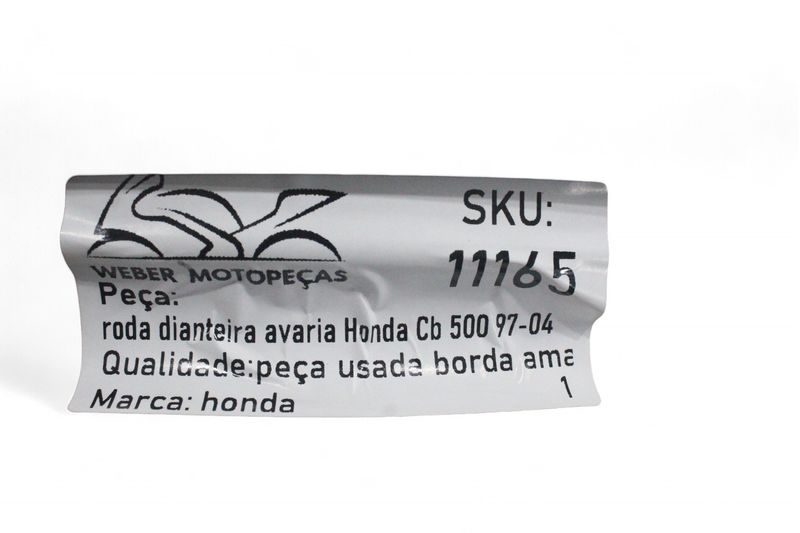 WEBER MOTOPEÇAS
SKU:
11165
Peça:
roda dianteira avaria Honda Cb 500 97-04
Qualidade:peça usada borda ama
1
Marca: honda